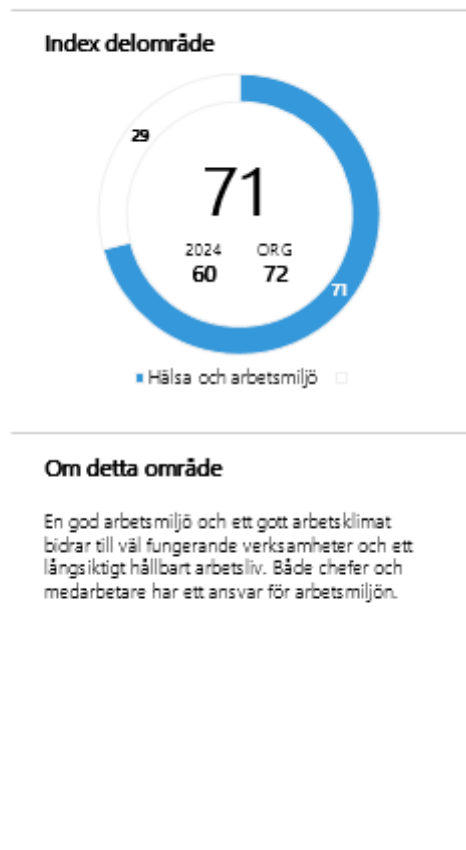 Index delområde
29
71
2024 ORG
60 72
71
Hälsa och arbetsmiljö
Om detta område
En god arbetsmiljö och ett gott arbetsklimat
bidrar till väl fungerande verksamheter och ett
långsiktigt hållbart arbetsliv. Både chefer och
medarbetare har ett ansvar för arbetsmiljön.